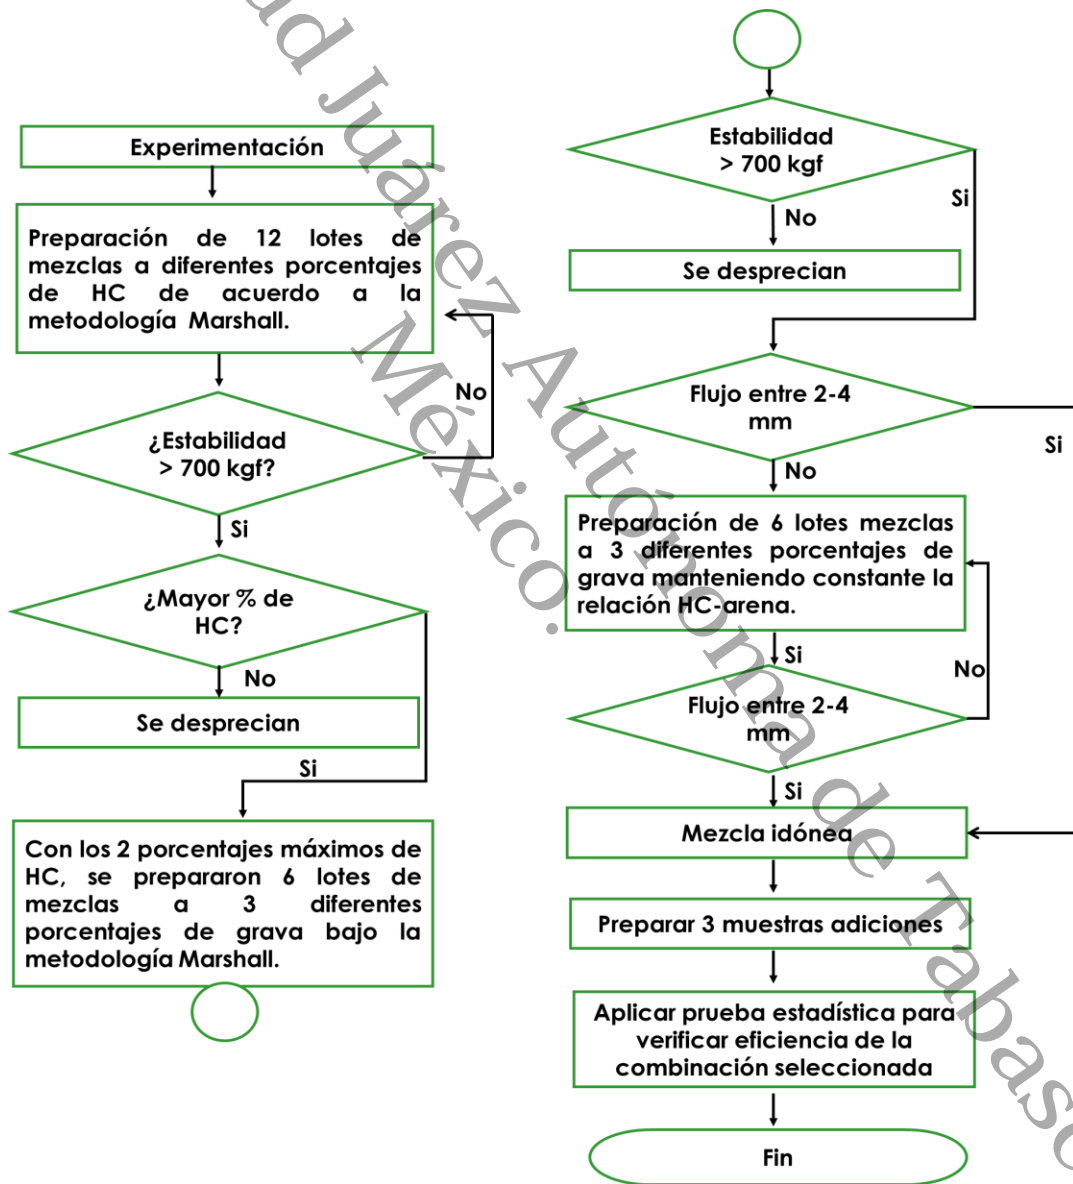 Experimentación
Preparación de 12 lotes de
mezclas a diferentes porcentajes
de HC de acuerdo a la
metodología Marshall.
No
¿Estabilidad
> 700 kgf?
Si
¿Mayor % de
HC?
No
Se desprecian
Si
Con los 2 porcentajes máximos de
HC, se prepararon 6 lotes de
mezclas a 3 diferentes
porcentajes de grava bajo la
metodología Marshall.
Estabilidad
> 700 kgf
Si
No
Se desprecian
Flujo entre 2-4
mm
Si
No
Preparación de 6 lotes mezclas
a 3 diferentes porcentajes de
grava manteniendo constante la
relación HC-arena.
Si
No
Flujo entre 2-4
mm
Si
Mezcla idónea
Preparar 3 muestras adiciones
Aplicar prueba estadística para
verificar eficiencia de la
combinación seleccionada
Fin
Juárez Autónoma de
México.